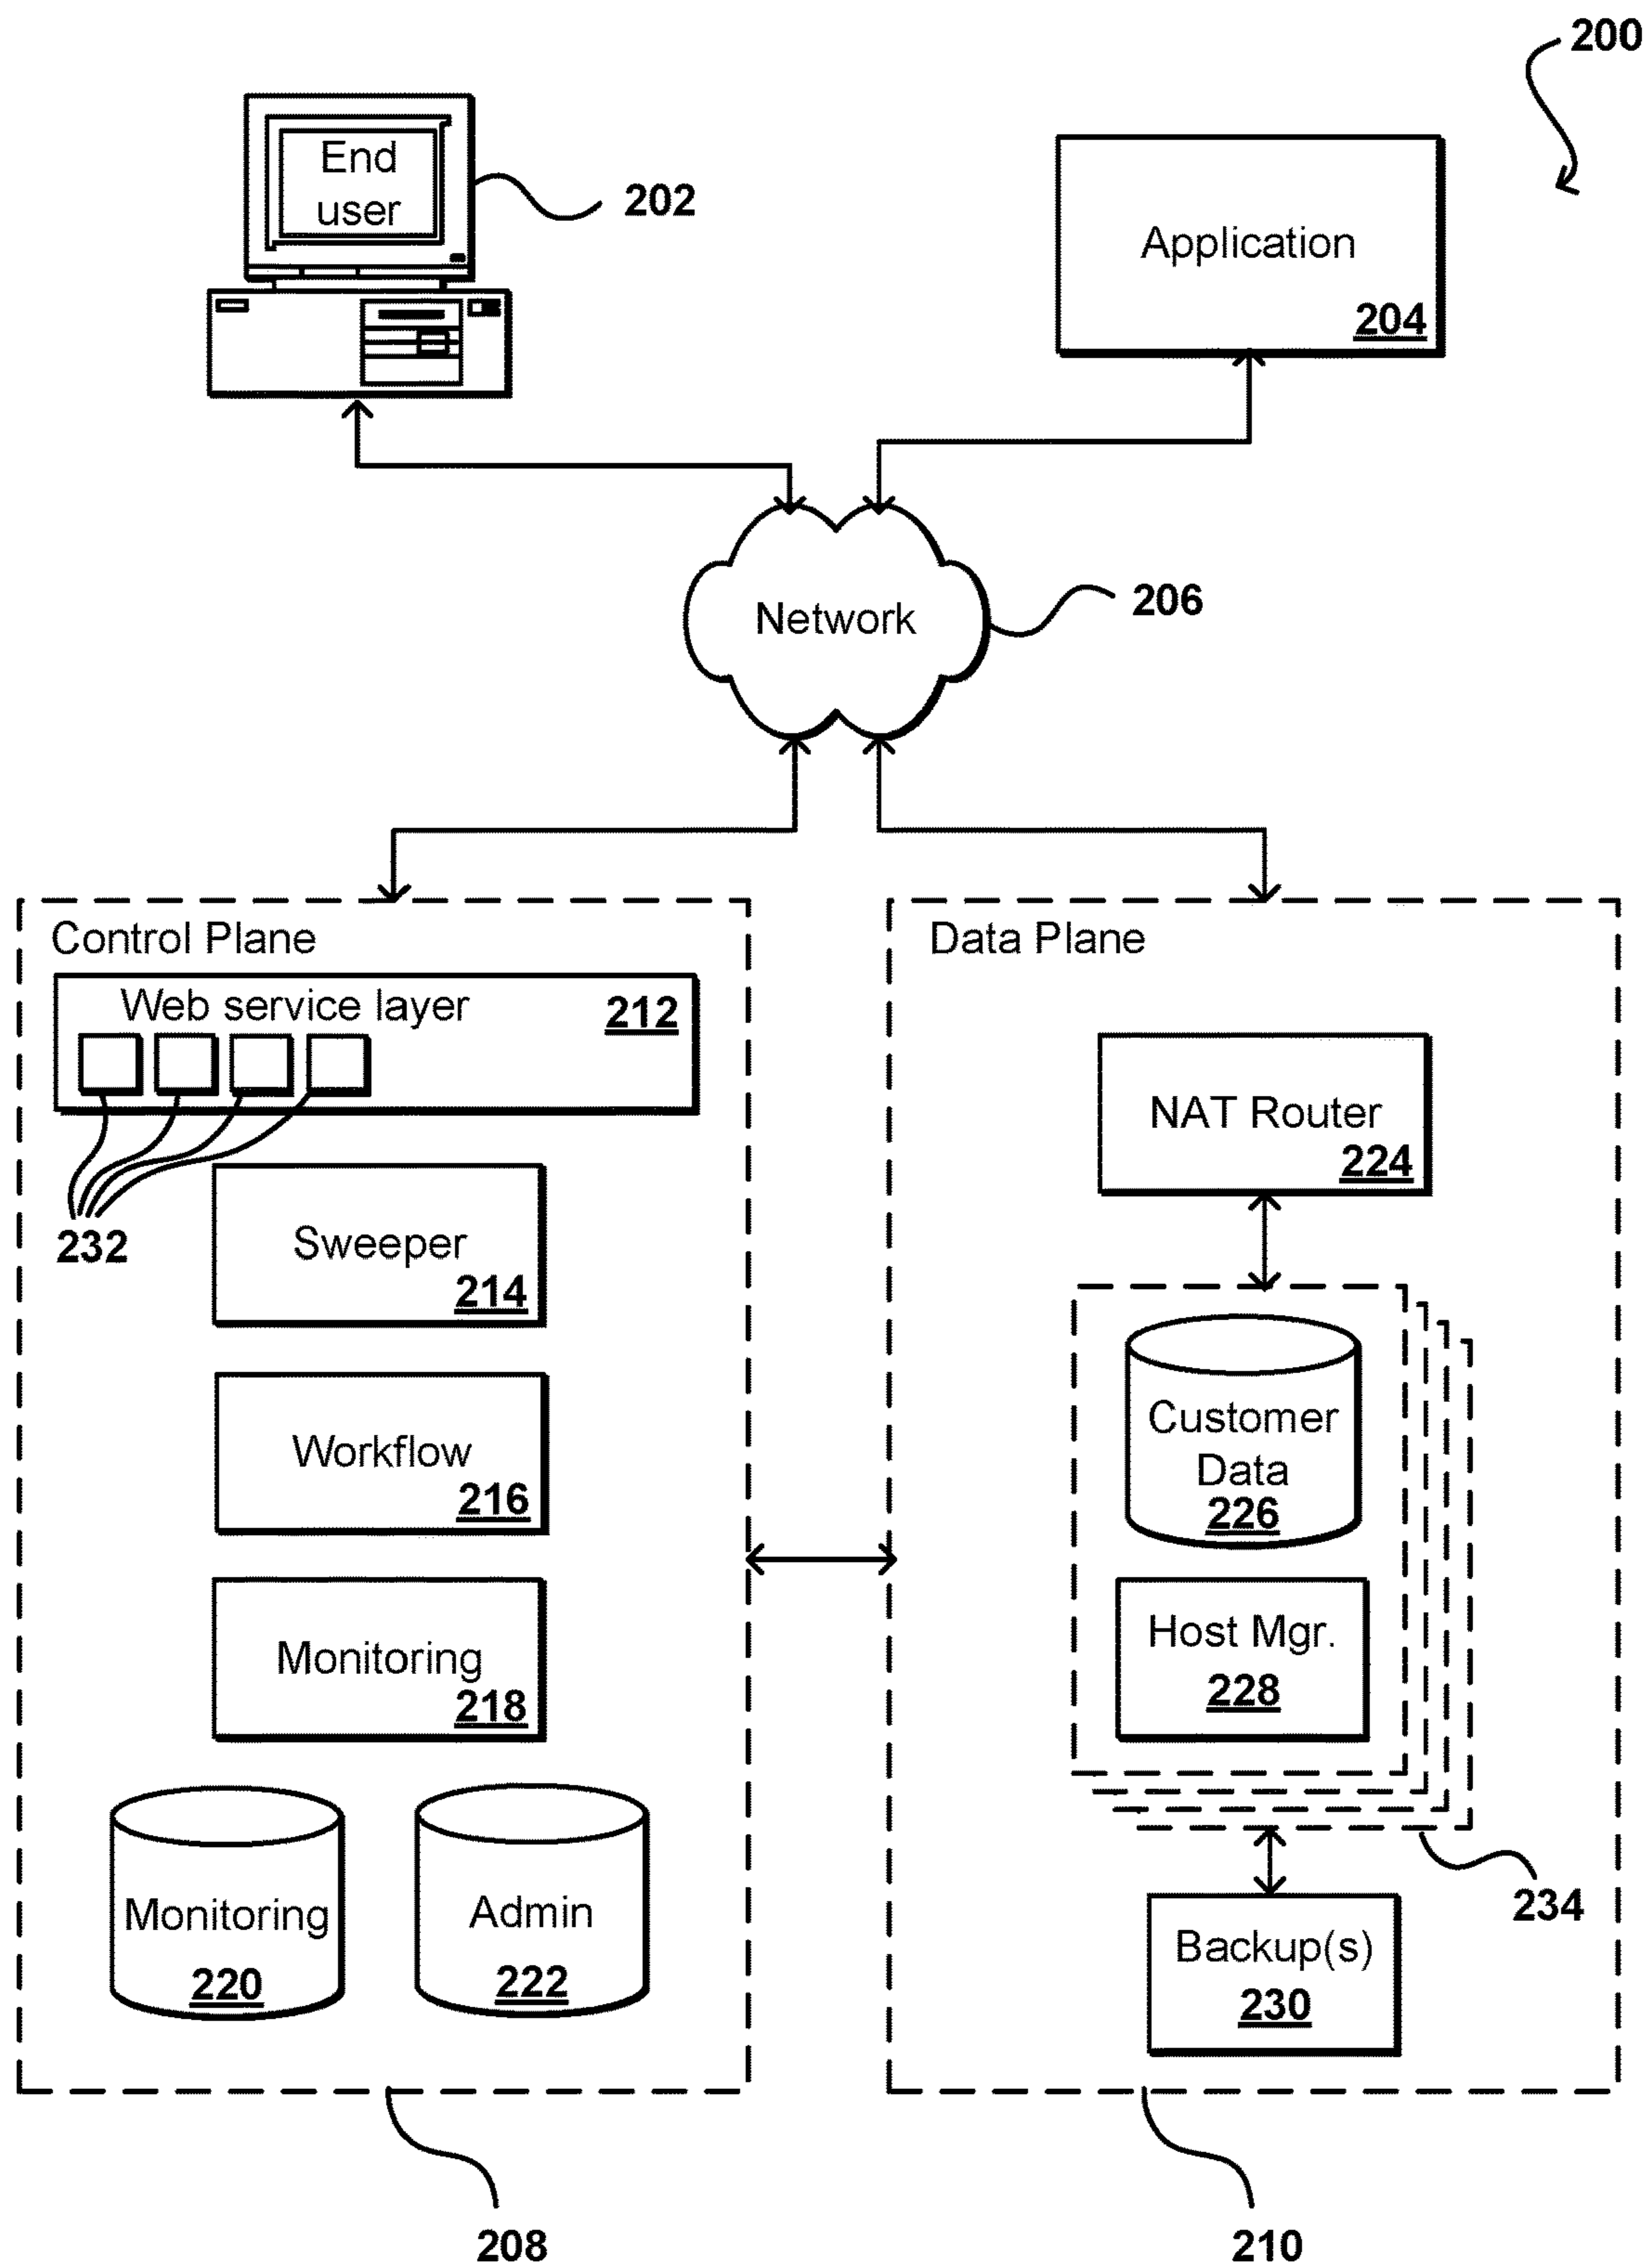 200
End
user
202
Application
204
Network
206
Control Plane
Web service layer
212
232
Sweeper
214
Workflow
216
Monitoring
218
Monitoring
220
Admin
222
208
Data Plane
NAT Router
224
Customer
Data
226
Host Mgr.
228
234
Backup(s)
230
210